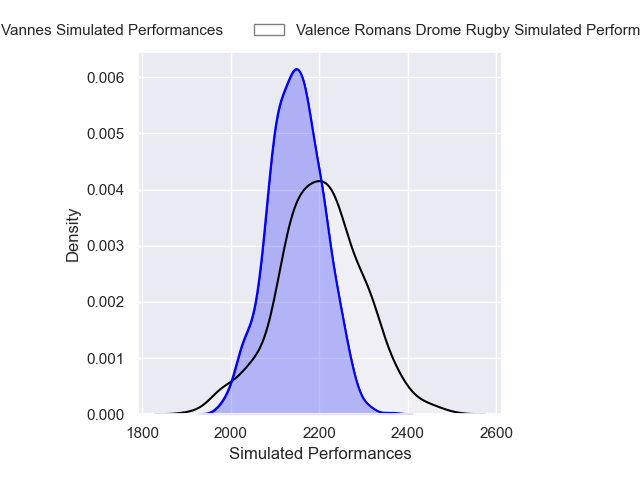 Vannes Simulated Performances
Valence Romans Drome Rugby Simulated Perform
0.006
0.005
0.004
0.003
0.002
0.001
0.000
Density
1800 2000 2200 2400 2600
Simulated Performances